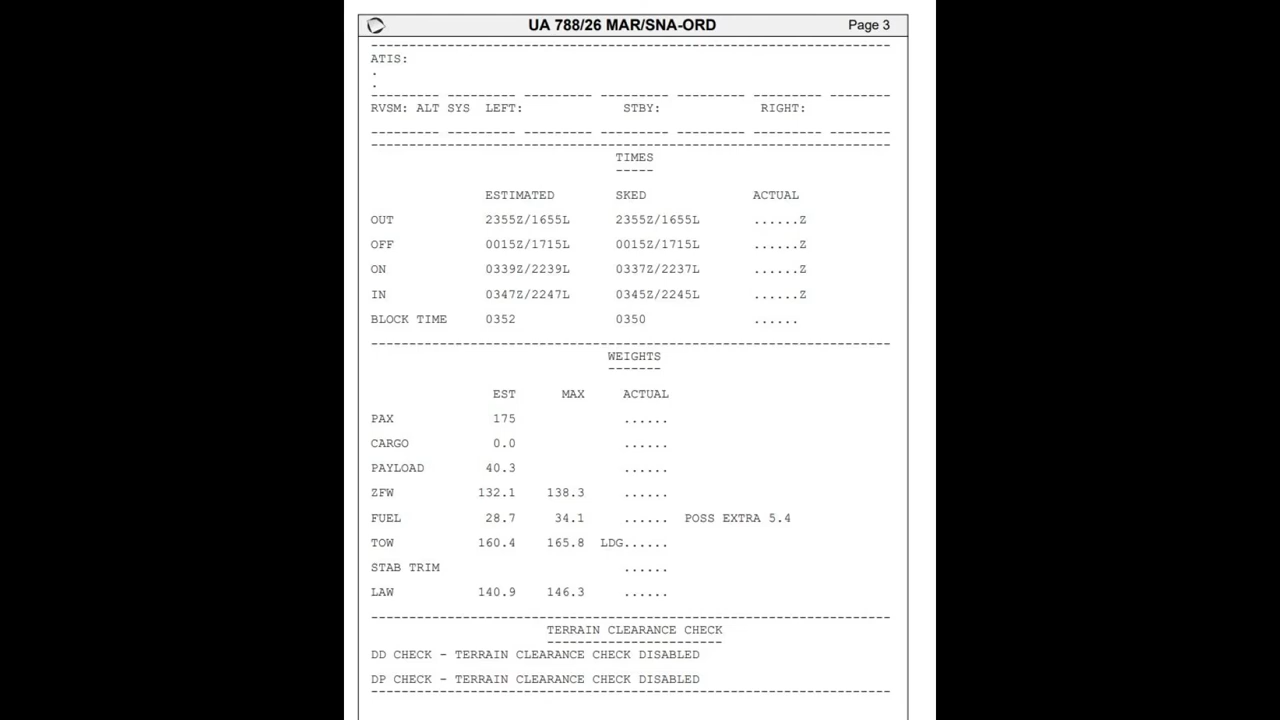 UA 788/26 MAR/SNA-ORD Page 3
--------------------------------------------------------------------
ATIS:
.
.
--------- --------- --------- --------- --------- --------- --------
RVSM: ALT SYS LEFT: STBY: RIGHT:
--------- --------- --------- --------- --------- --------- --------
--------------------------------------------------------------------
TIMES
-----
ESTIMATED SKED ACTUAL
OUT 2355Z/1655L 2355Z/1655L ......Z
OFF 0015Z/1715L 0015Z/1715L ......Z
ON 0339Z/2239L 0337Z/2237L ......Z
IN 0347Z/2247L 0345Z/2245L ......Z
BLOCK TIME 0352 0350 ......
--------------------------------------------------------------------
WEIGHTS
-------
EST MAX ACTUAL
PAX 175 ......
CARGO 0.0 ......
PAYLOAD 40.3 ......
ZFW 132.1 138.3 ......
FUEL 28.7 34.1 ...... POSS EXTRA 5.4
TOW 160.4 165.8 LDG......
STAB TRIM ......
LAW 140.9 146.3 ......
--------------------------------------------------------------------
TERRAIN CLEARANCE CHECK
-----------------------
DD CHECK - TERRAIN CLEARANCE CHECK DISABLED
DP CHECK - TERRAIN CLEARANCE CHECK DISABLED
--------------------------------------------------------------------